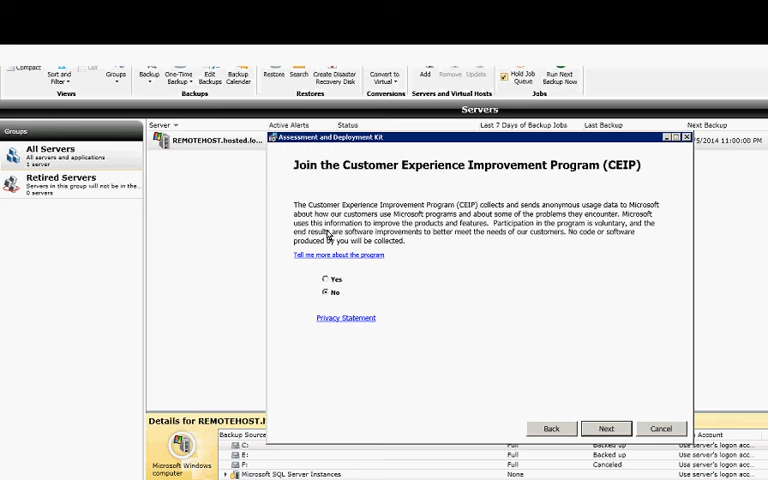 Compact
Sort and Filter
Groups
Backup
One-Time Backup
Edit Backups
Backup Calender
Restore
Search
Create Disaster Recovery Disk
Convert to Virtual
Add
Remove
Update
Hold Job Queue
Run Next Backup Now
Views
Backups
Restores
Conversions
Servers and Virtual Hosts
Jobs
Servers
Groups
All Servers
All servers and applications
1 server
Retired Servers
Servers in this group will not be in the...
0 servers
Server
Active Alerts
Status
Last 7 Days of Backup Jobs
Last Backup
Next Backup
REMOTEHOST.hosted.lo...
/5/2014 11:00:00 PM
Assessment and Deployment Kit
Join the Customer Experience Improvement Program (CEIP)
The Customer Experience Improvement Program (CEIP) collects and sends anonymous usage data to Microsoft
about how our customers use Microsoft programs and about some of the problems they encounter. Microsoft
uses this information to improve the products and features. Participation in the program is voluntary, and the
end results are software improvements to better meet the needs of our customers. No code or software
produced by you will be collected.
Tell me more about the program
Yes
No
Privacy Statement
Back
Next
Cancel
Details for REMOTEHOST.
Microsoft Windows
computer
Backup Source
Account
C:
Full
Backed up
Use server's logon acc...
E:
Full
Backed up
Use server's logon acc...
F:
Full
Canceled
Use server's logon acc...
Microsoft SQL Server Instances
None
Use server's logon acc...